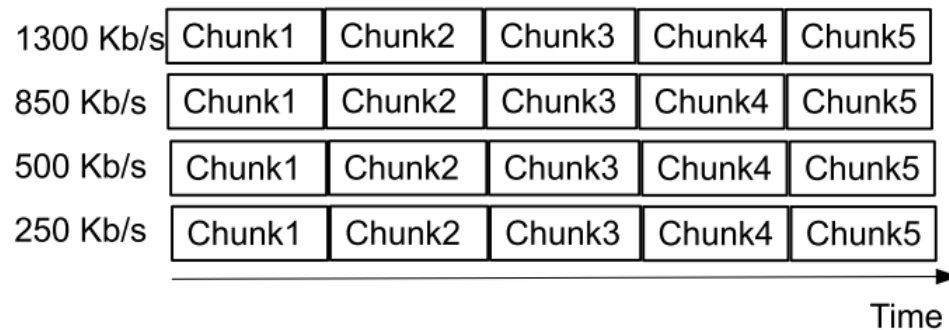 1300 Kb/s Chunk1 Chunk2 Chunk3 Chunk4 Chunk5
850 Kb/s Chunk1 Chunk2 Chunk3 Chunk4 Chunk5
500 Kb/s Chunk1 Chunk2 Chunk3 Chunk4 Chunk5
250 Kb/s Chunk1 Chunk2 Chunk3 Chunk4 Chunk5
Time